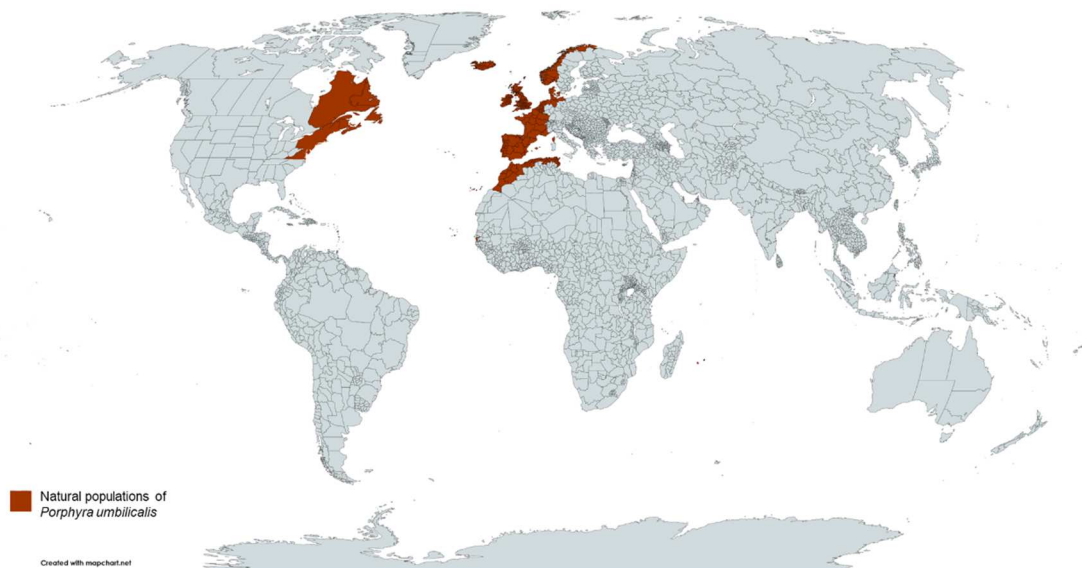 Natural populations of
Porphyra umbilicalis
Created with mapchart.net